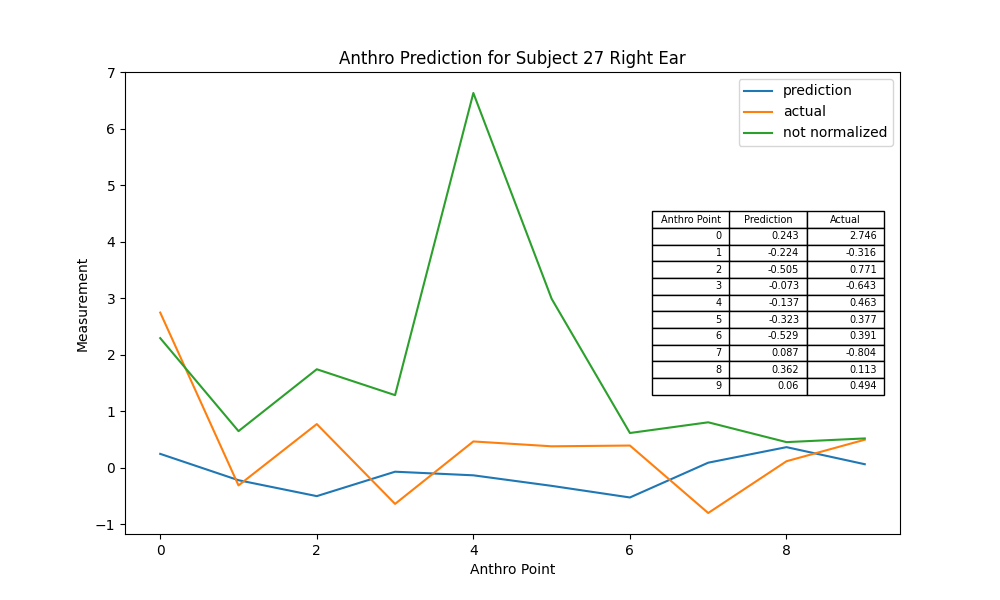 Anthro Prediction for Subject 27 Right Ear
7
6
5
4
3
2
1
0
−1
Measurement
prediction
actual
not normalized
Anthro Point Prediction Actual
0 0.243 2.746
1 -0.224 -0.316
2 -0.505 0.771
3 -0.073 -0.643
4 -0.137 0.463
5 -0.323 0.377
6 -0.529 0.391
7 0.087 -0.804
8 0.362 0.113
9 0.06 0.494
0 2 4 6 8
Anthro Point